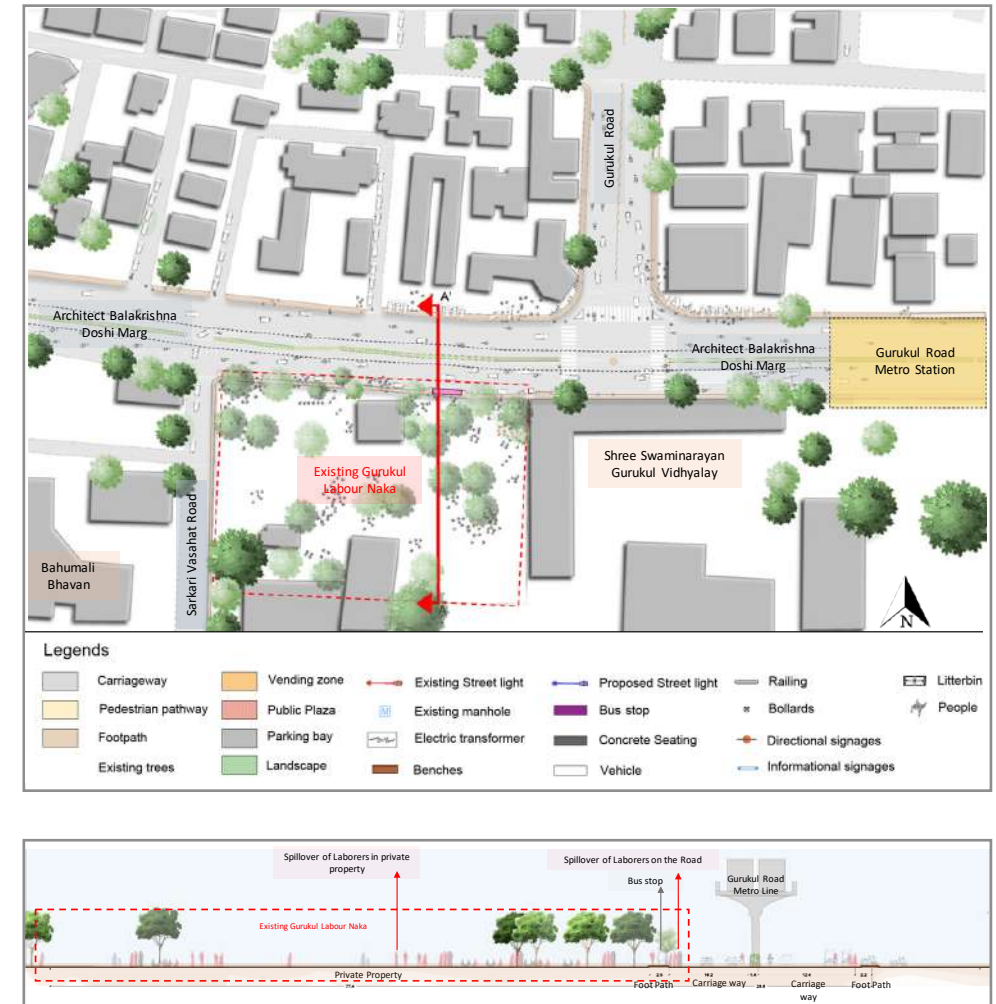 Gurukul Road
A'
Architect Balakrishna
Doshi Marg
Architect Balakrishna
Doshi Marg
Gurukul Road
Metro Station
Existing Gurukul
Labour Naka
Shree Swaminarayan
Gurukul Vidhyalay
Sarkari Vasahat Road
Bahumali
Bhavan
A
N
Legends
Carriageway
Vending zone
Existing Street light
Proposed Street light
Railing
Litterbin
Pedestrian pathway
Public Plaza
M
Existing manhole
Bus stop
Bollards
People
Footpath
Parking bay
Electric transformer
Concrete Seating
Directional signages
Existing trees
Landscape
Benches
Vehicle
Informational signages
Spillover of Laborers in private
property
Spillover of Laborers on the Road
Bus stop
Gurukul Road
Metro Line
Existing Gurukul Labour Naka
Private Property
Foot Path
Carriage way
Carriage
way
Foot Path
2.2